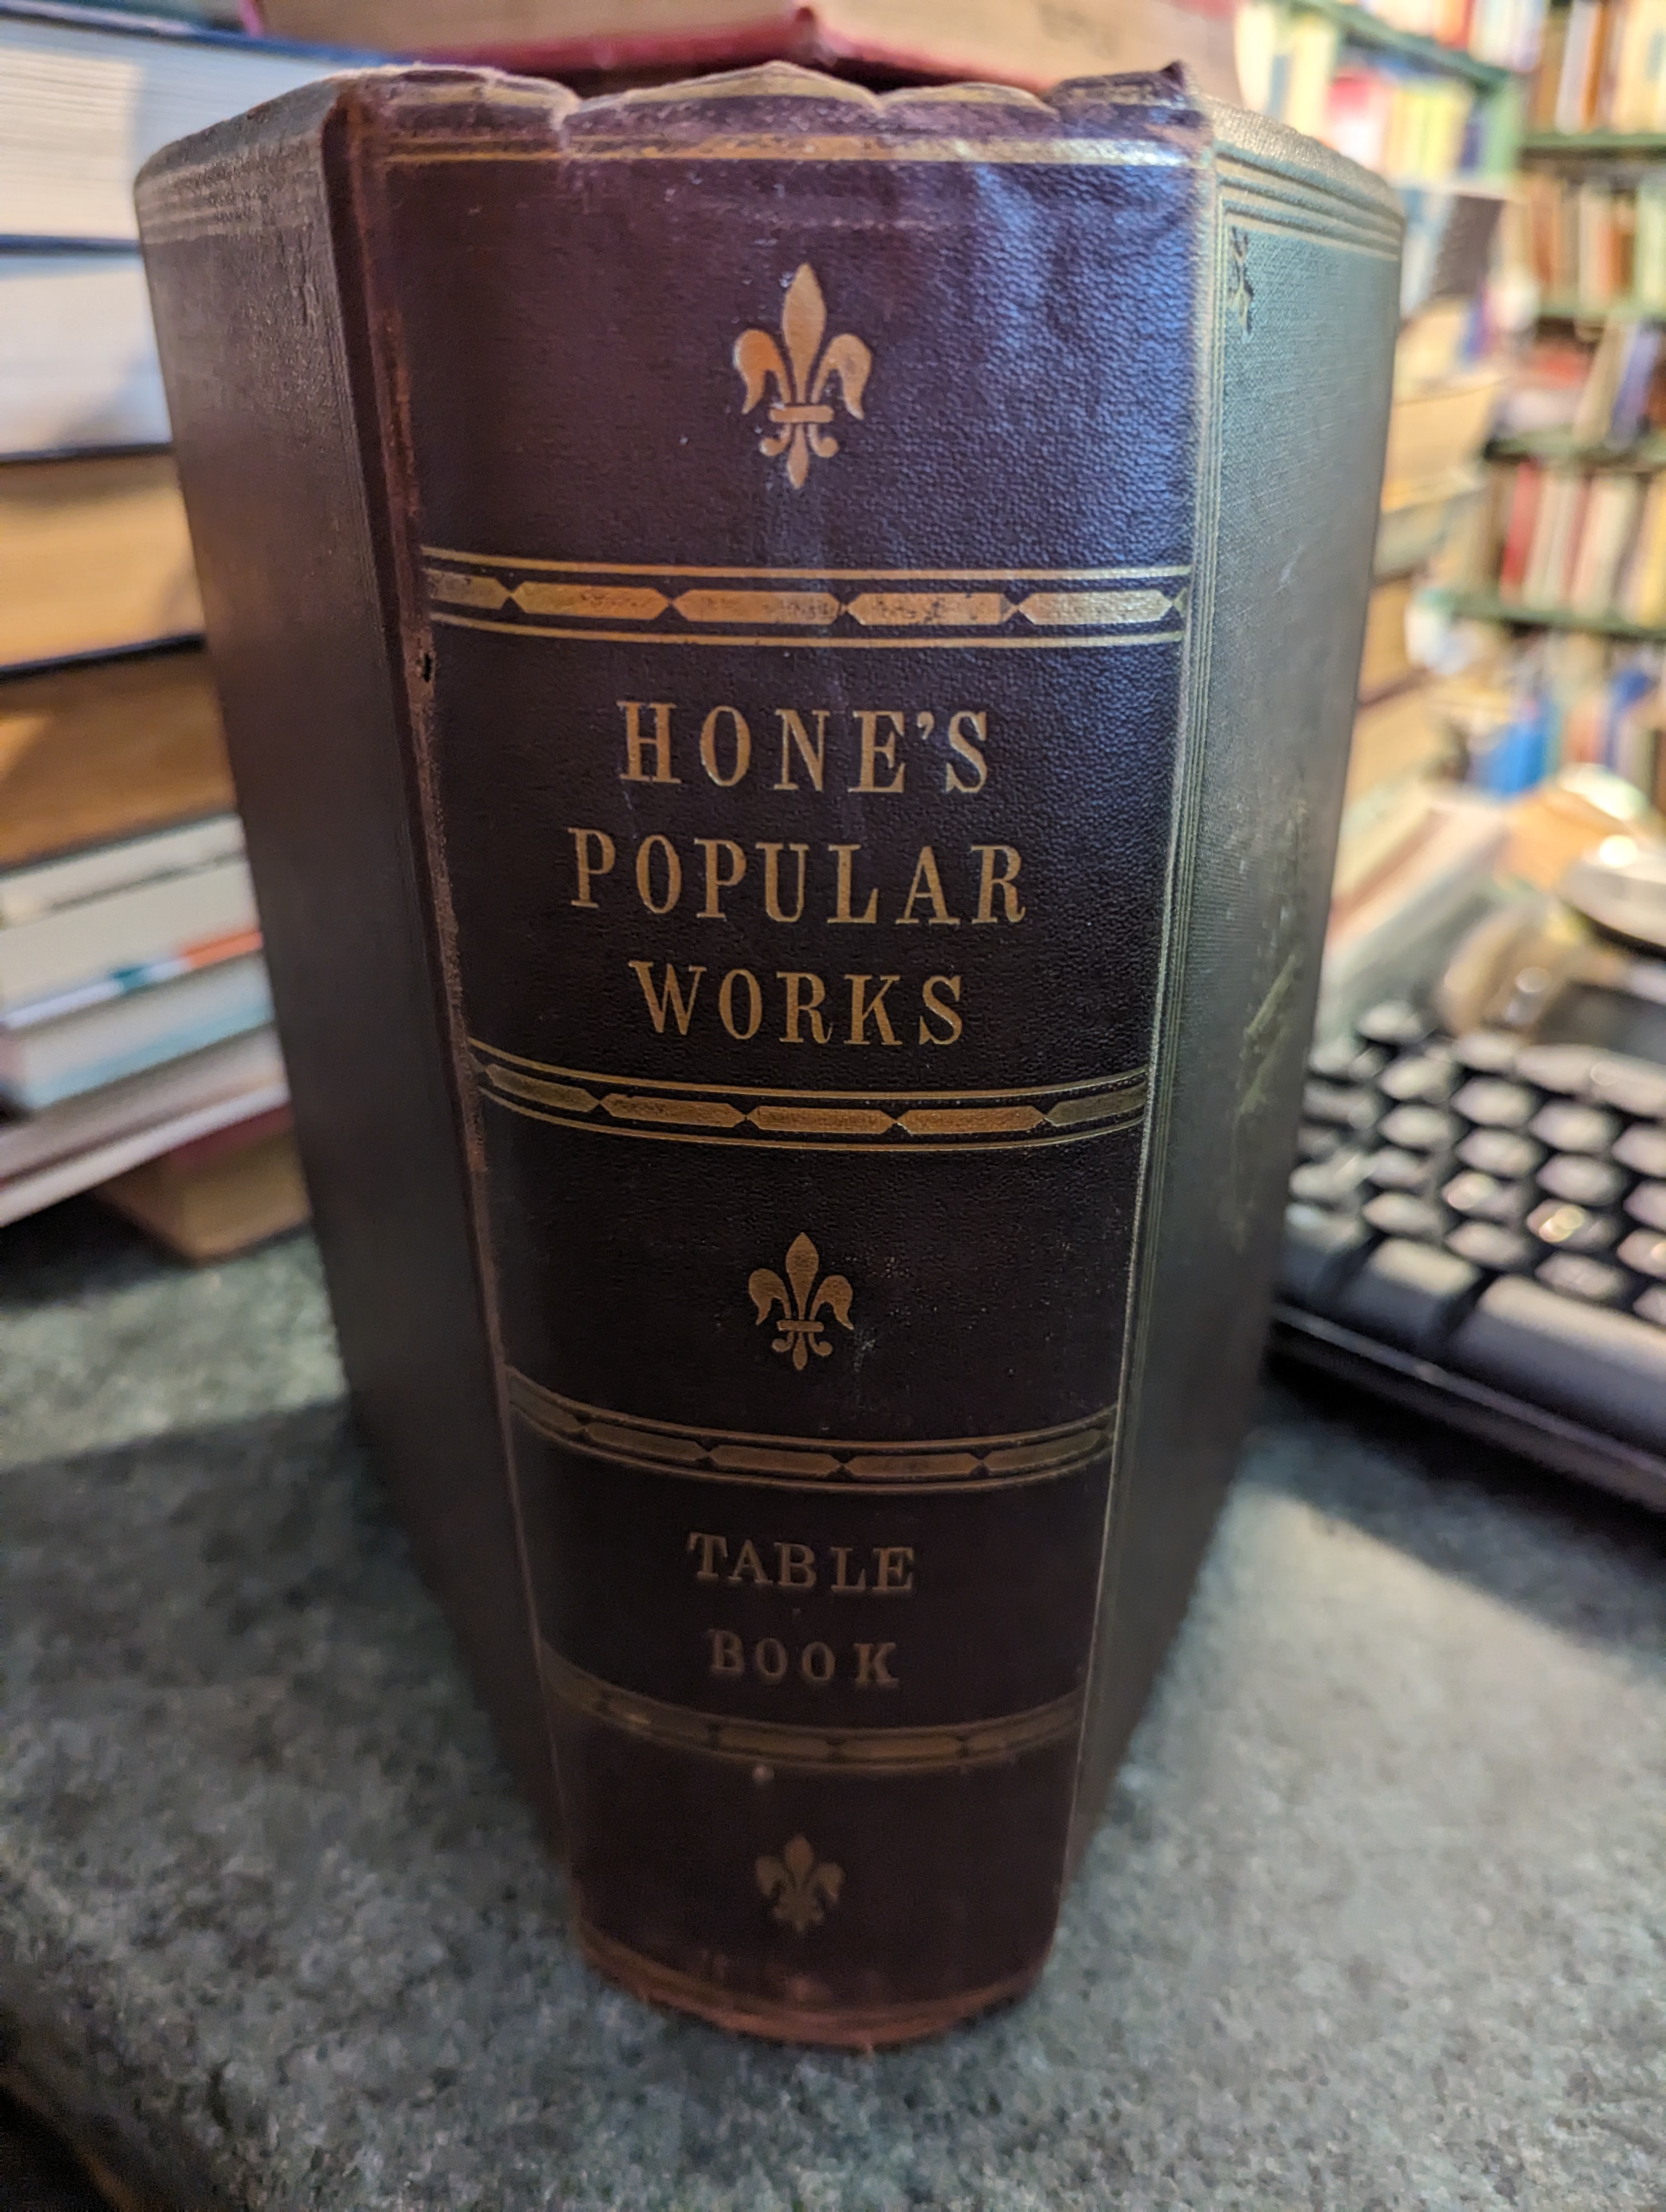 HONE'S
POPULAR
WORKS
TABLE
BOOK